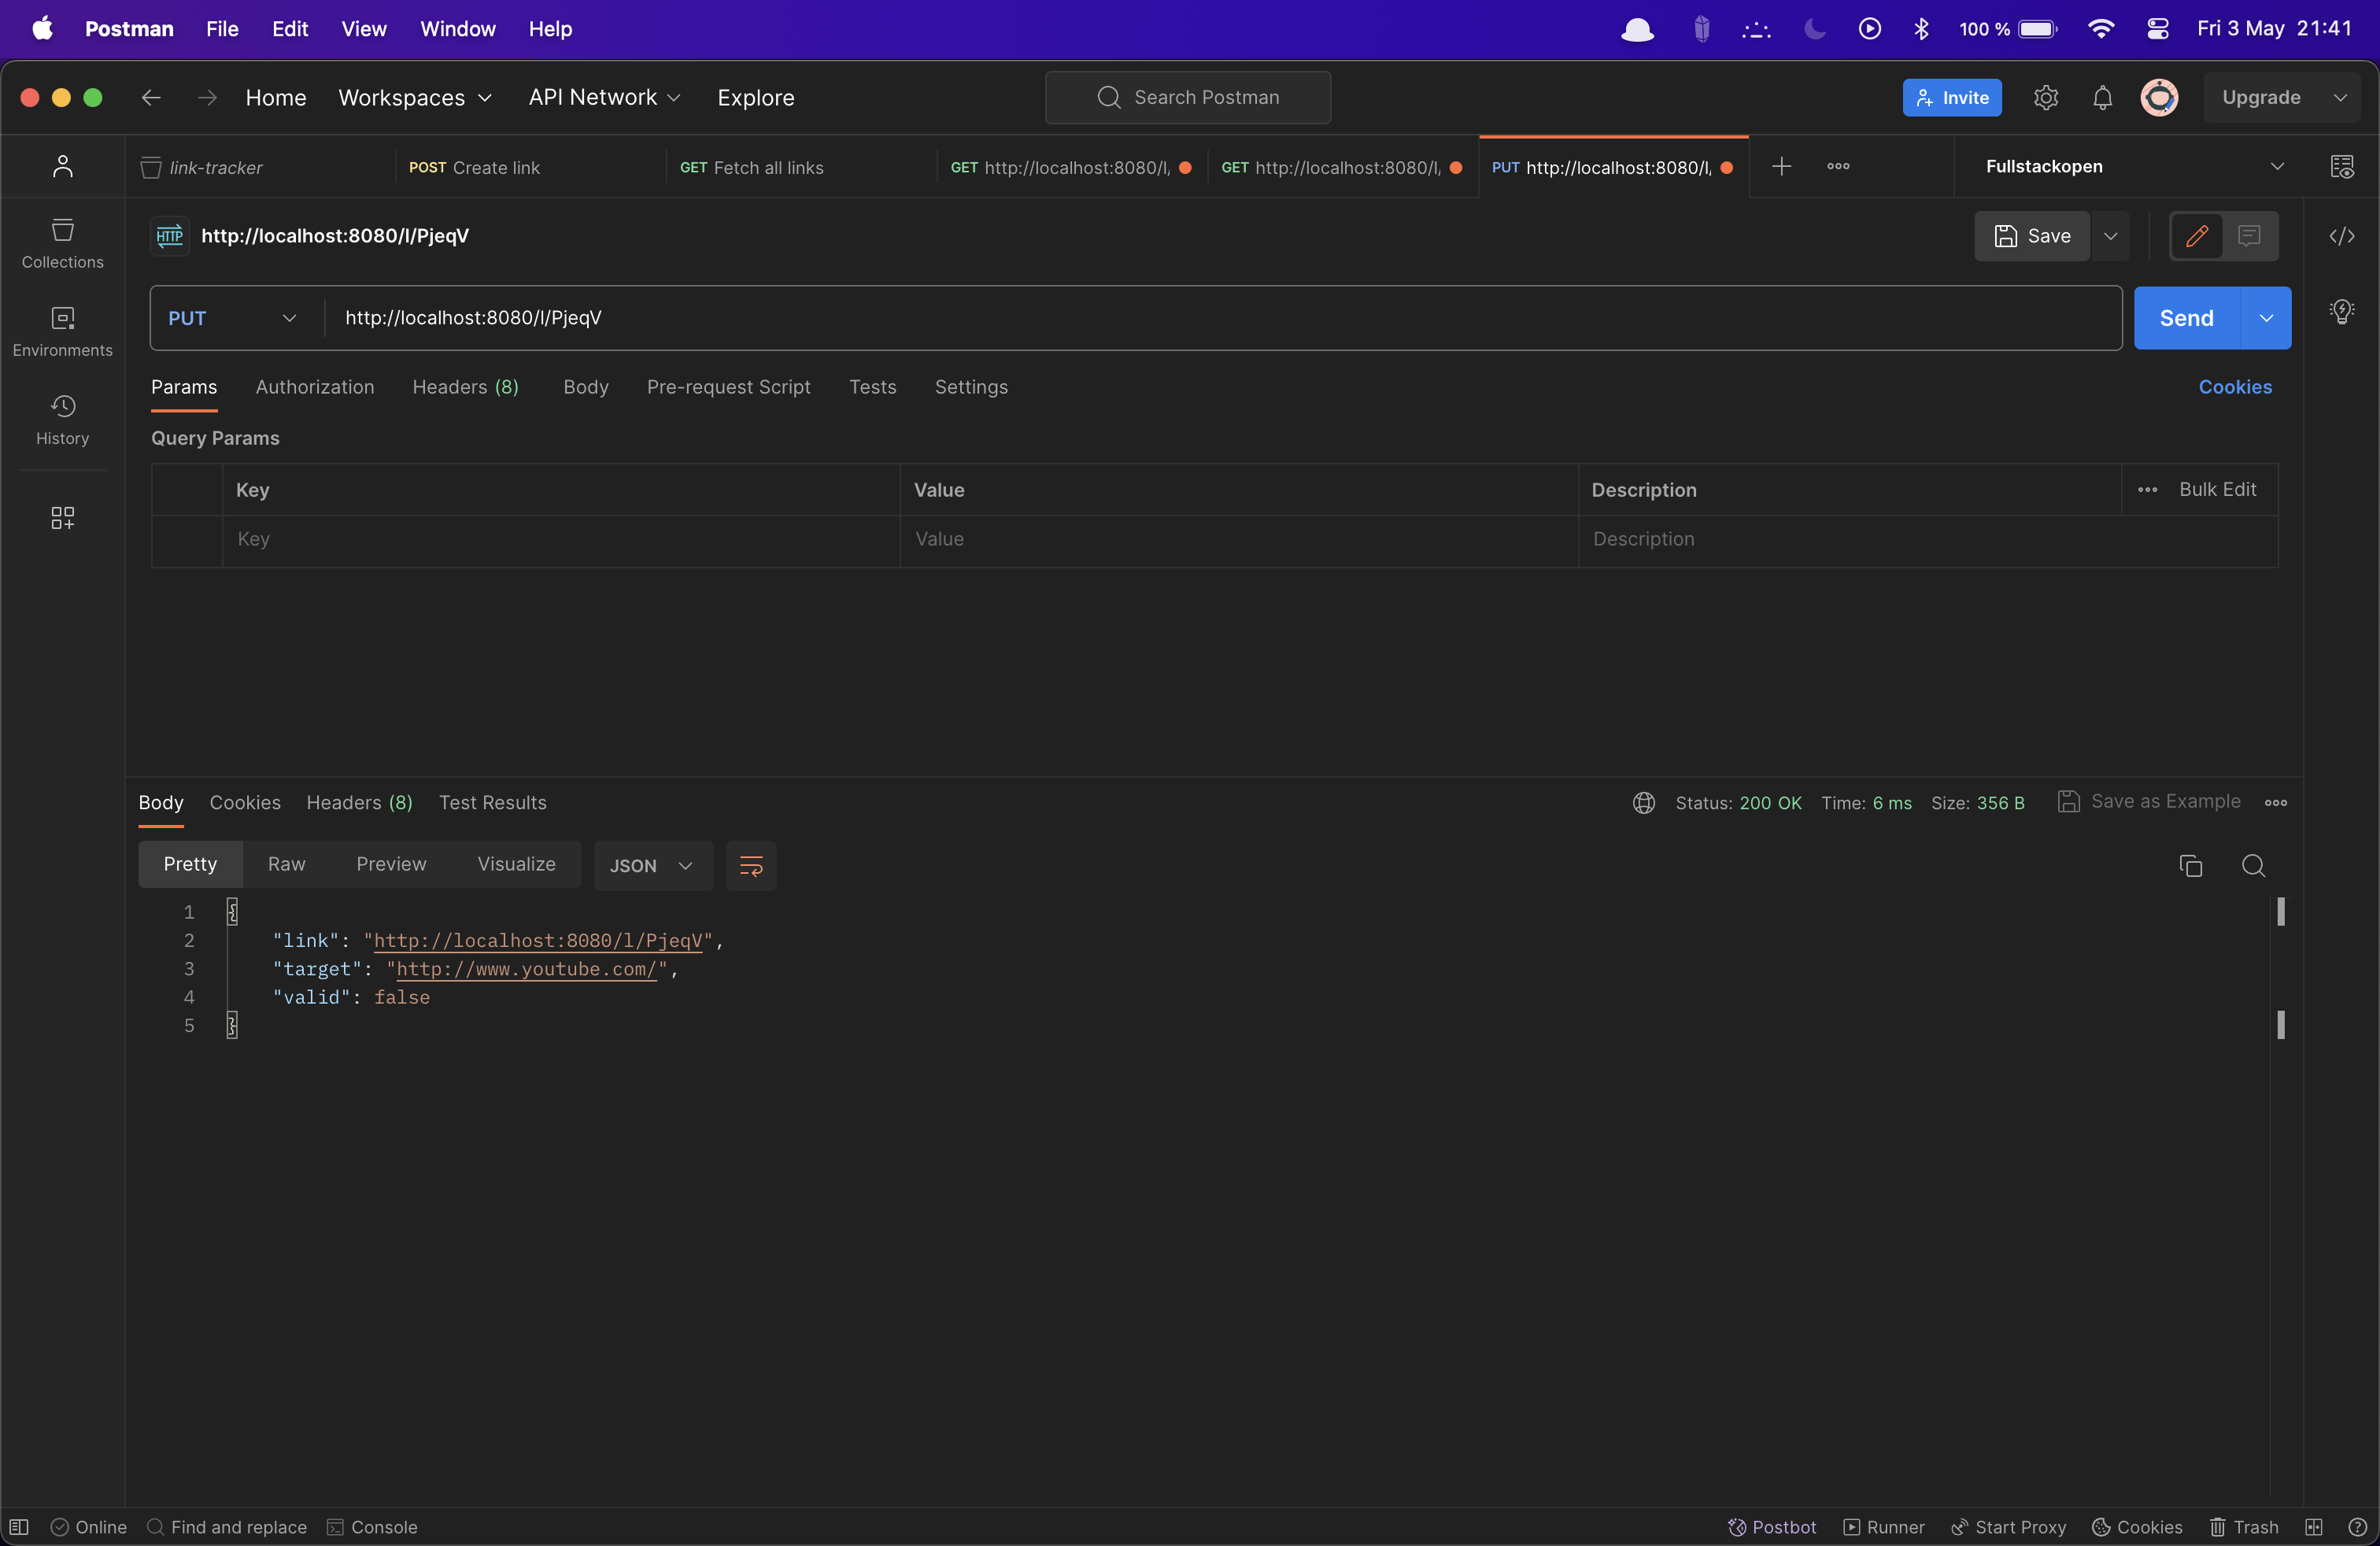 Postman File Edit View Window Help 100 % Fri 3 May 21:41
Home Workspaces API Network Explore Search Postman Invite Upgrade
link-tracker POST Create link GET Fetch all links GET http://localhost:8080/l, GET http://localhost:8080/l, PUT http://localhost:8080/l, Fullstackopen
HTTP http://localhost:8080/l/PjeqV Save
Collections
PUT http://localhost:8080/l/PjeqV Send
Environments
Params Authorization Headers (8) Body Pre-request Script Tests Settings Cookies
History
Query Params
Key Value Description Bulk Edit
Key Value Description
Body Cookies Headers (8) Test Results Status: 200 OK Time: 6 ms Size: 356 B Save as Example
Pretty Raw Preview Visualize JSON
1 {
2 "link": "http://localhost:8080/l/PjeqV",
3 "target": "http://www.youtube.com/",
4 "valid": false
5 }
Online Find and replace Console Postbot Runner Start Proxy Cookies Trash